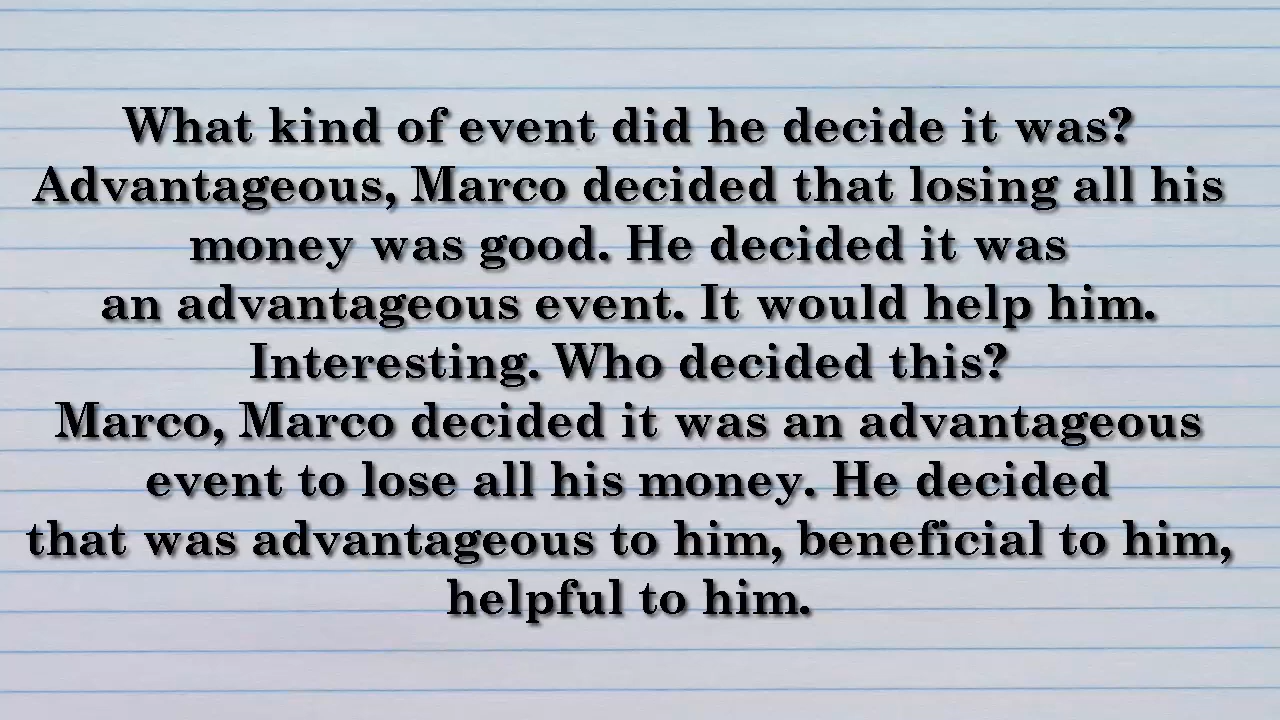 What kind of event did he decide it was?
Advantageous, Marco decided that losing all his
money was good. He decided it was
an advantageous event. It would help him.
Interesting. Who decided this?
Marco, Marco decided it was an advantageous
event to lose all his money. He decided
that was advantageous to him, beneficial to him,
helpful to him.